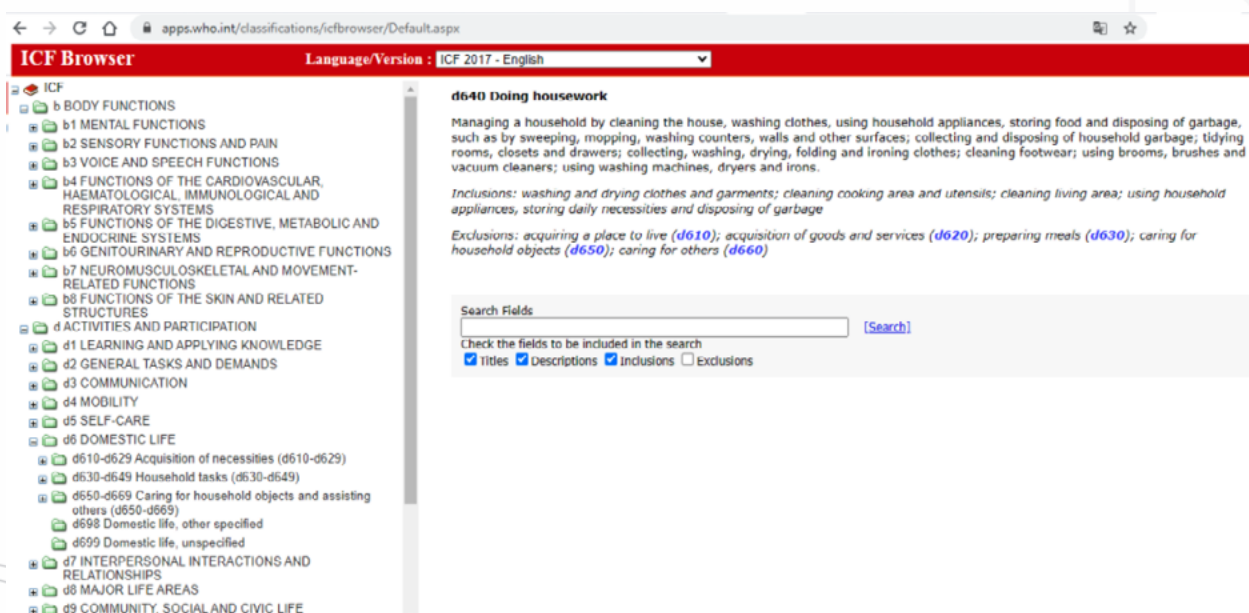 apps.who.int/classifications/icfbrowser/Default.aspx
ICF Browser
Language/Version : ICF 2017 - English
ICF
b BODY FUNCTIONS
b1 MENTAL FUNCTIONS
b2 SENSORY FUNCTIONS AND PAIN
b3 VOICE AND SPEECH FUNCTIONS
b4 FUNCTIONS OF THE CARDIOVASCULAR,
HAEMATOLOGICAL, IMMUNOLOGICAL AND
RESPIRATORY SYSTEMS
b5 FUNCTIONS OF THE DIGESTIVE, METABOLIC AND
ENDOCRINE SYSTEMS
b6 GENITOURINARY AND REPRODUCTIVE FUNCTIONS
b7 NEUROMUSCULOSKELETAL AND MOVEMENT-
RELATED FUNCTIONS
b8 FUNCTIONS OF THE SKIN AND RELATED
STRUCTURES
d ACTIVITIES AND PARTICIPATION
d1 LEARNING AND APPLYING KNOWLEDGE
d2 GENERAL TASKS AND DEMANDS
d3 COMMUNICATION
d4 MOBILITY
d5 SELF-CARE
d6 DOMESTIC LIFE
d610-d629 Acquisition of necessities (d610-d629)
d630-d649 Household tasks (d630-d649)
d650-d669 Caring for household objects and assisting
others (d650-d669)
d698 Domestic life, other specified
d699 Domestic life, unspecified
d7 INTERPERSONAL INTERACTIONS AND
RELATIONSHIPS
d8 MAJOR LIFE AREAS
d9 COMMUNITY, SOCIAL AND CIVIC LIFE
d640 Doing housework
Managing a household by cleaning the house, washing clothes, using household appliances, storing food and disposing of garbage,
such as by sweeping, mopping, washing counters, walls and other surfaces; collecting and disposing of household garbage; tidying
rooms, closets and drawers; collecting, washing, drying, folding and ironing clothes; cleaning footwear; using brooms, brushes and
vacuum cleaners; using washing machines, dryers and irons.
Inclusions: washing and drying clothes and garments; cleaning cooking area and utensils; cleaning living area; using household
appliances, storing daily necessities and disposing of garbage
Exclusions: acquiring a place to live (d610); acquisition of goods and services (d620); preparing meals (d630); caring for
household objects (d650); caring for others (d660)
Search Fields
[Search]
Check the fields to be included in the search
Titles Descriptions Inclusions Exclusions